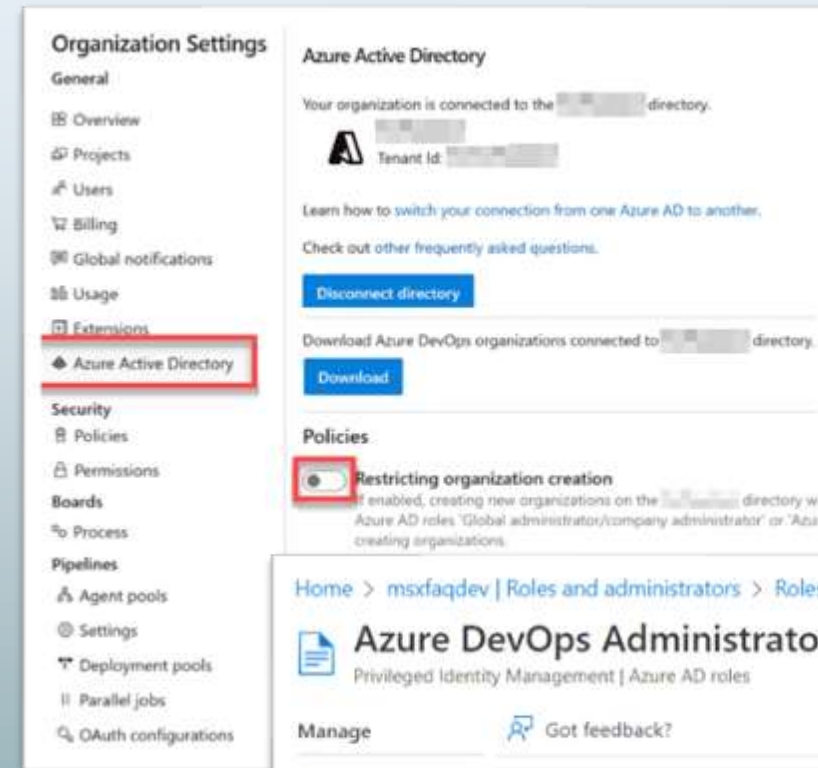 Organization Settings
General
Overview
Projects
Users
Billing
Global notifications
Usage
Extensions
Azure Active Directory
Security
Policies
Permissions
Boards
Process
Pipelines
Agent pools
Settings
Deployment pools
Parallel jobs
OAuth configurations
Azure Active Directory
Your organization is connected to the directory.
Tenant Id:
Learn how to switch your connection from one Azure AD to another.
Check out other frequently asked questions.
Disconnect directory
Download Azure DevOps organizations connected to directory.
Download
Policies
Restricting organization creation
If enabled, creating new organizations on the directory w
Azure AD roles 'Global administrator/company administrator' or 'Azu
creating organizations
Home > msxfaqdev | Roles and administrators > Roles
Azure DevOps Administrato
Privileged Identity Management | Azure AD roles
Manage
Got feedback?